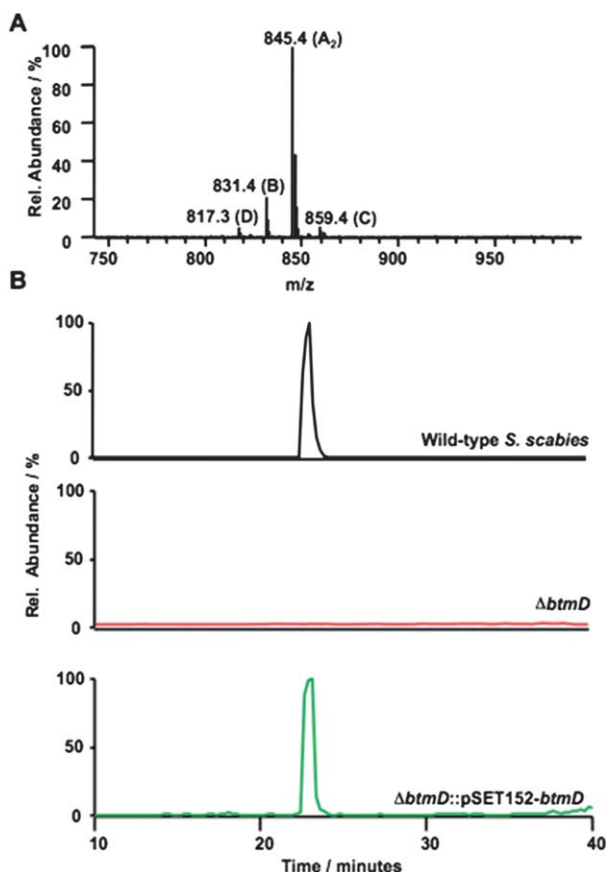 A
845.4 (A₂)
100
80
60
40
20
0
Rel. Abundance / %
831.4 (B)
817.3 (D)
859.4 (C)
750 800 850 900 950
m/z
B
100
50
0
Wild-type S. scabies
Rel. Abundance / %
100
50
0
ΔbtmD
100
50
0
ΔbtmD::pSET152-btmD
10 20 30 40
Time / minutes